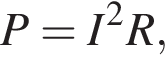 P = I²R,